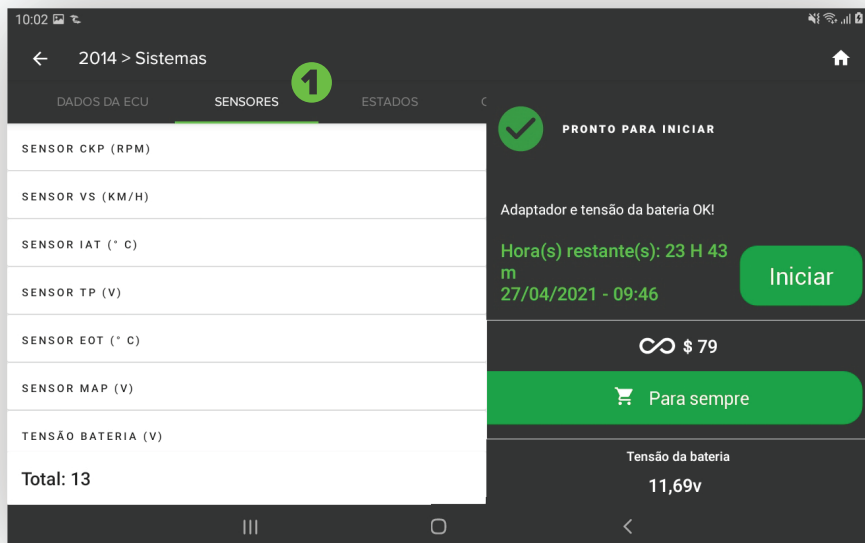 10:02
2014 > Sistemas
1
DADOS DA ECU SENSORES ESTADOS
SENSOR CKP (RPM)
SENSOR VS (KM/H)
SENSOR IAT (° C)
SENSOR TP (V)
SENSOR EOT (° C)
SENSOR MAP (V)
TENSÃO BATERIA (V)
Total: 13
PRONTO PARA INICIAR
Adaptador e tensão da bateria OK!
Hora(s) restante(s): 23 H 43
m
27/04/2021 - 09:46
Iniciar
$ 79
Para sempre
Tensão da bateria
11,69v